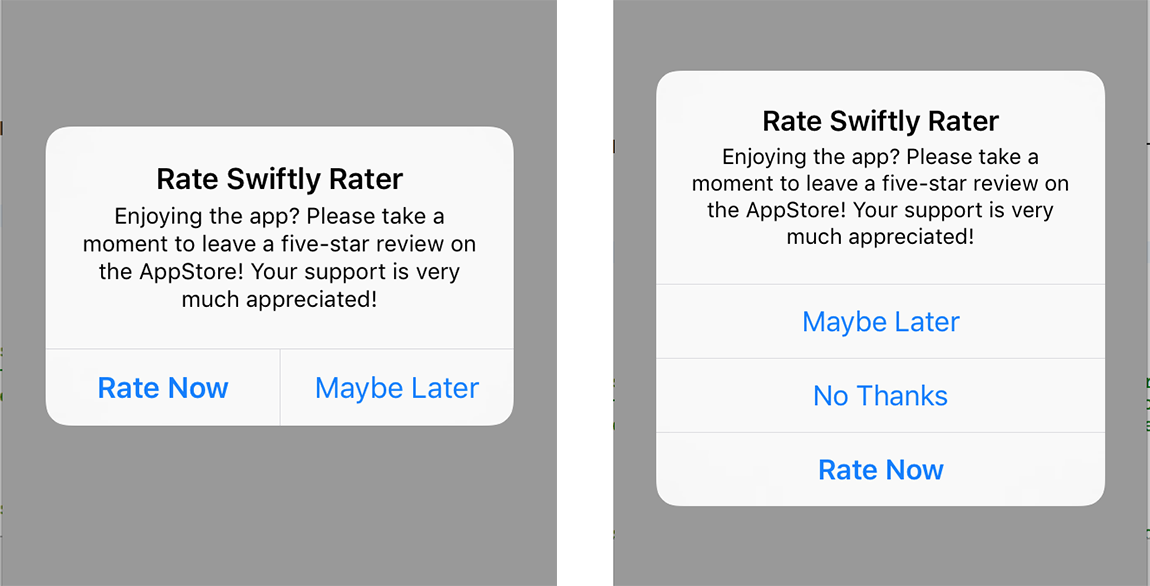 Rate Swiftly Rater
Enjoying the app? Please take a
moment to leave a five-star review on
the AppStore! Your support is very
much appreciated!
Rate Now
Maybe Later
Rate Swiftly Rater
Enjoying the app? Please take a
moment to leave a five-star review on
the AppStore! Your support is very
much appreciated!
Maybe Later
No Thanks
Rate Now